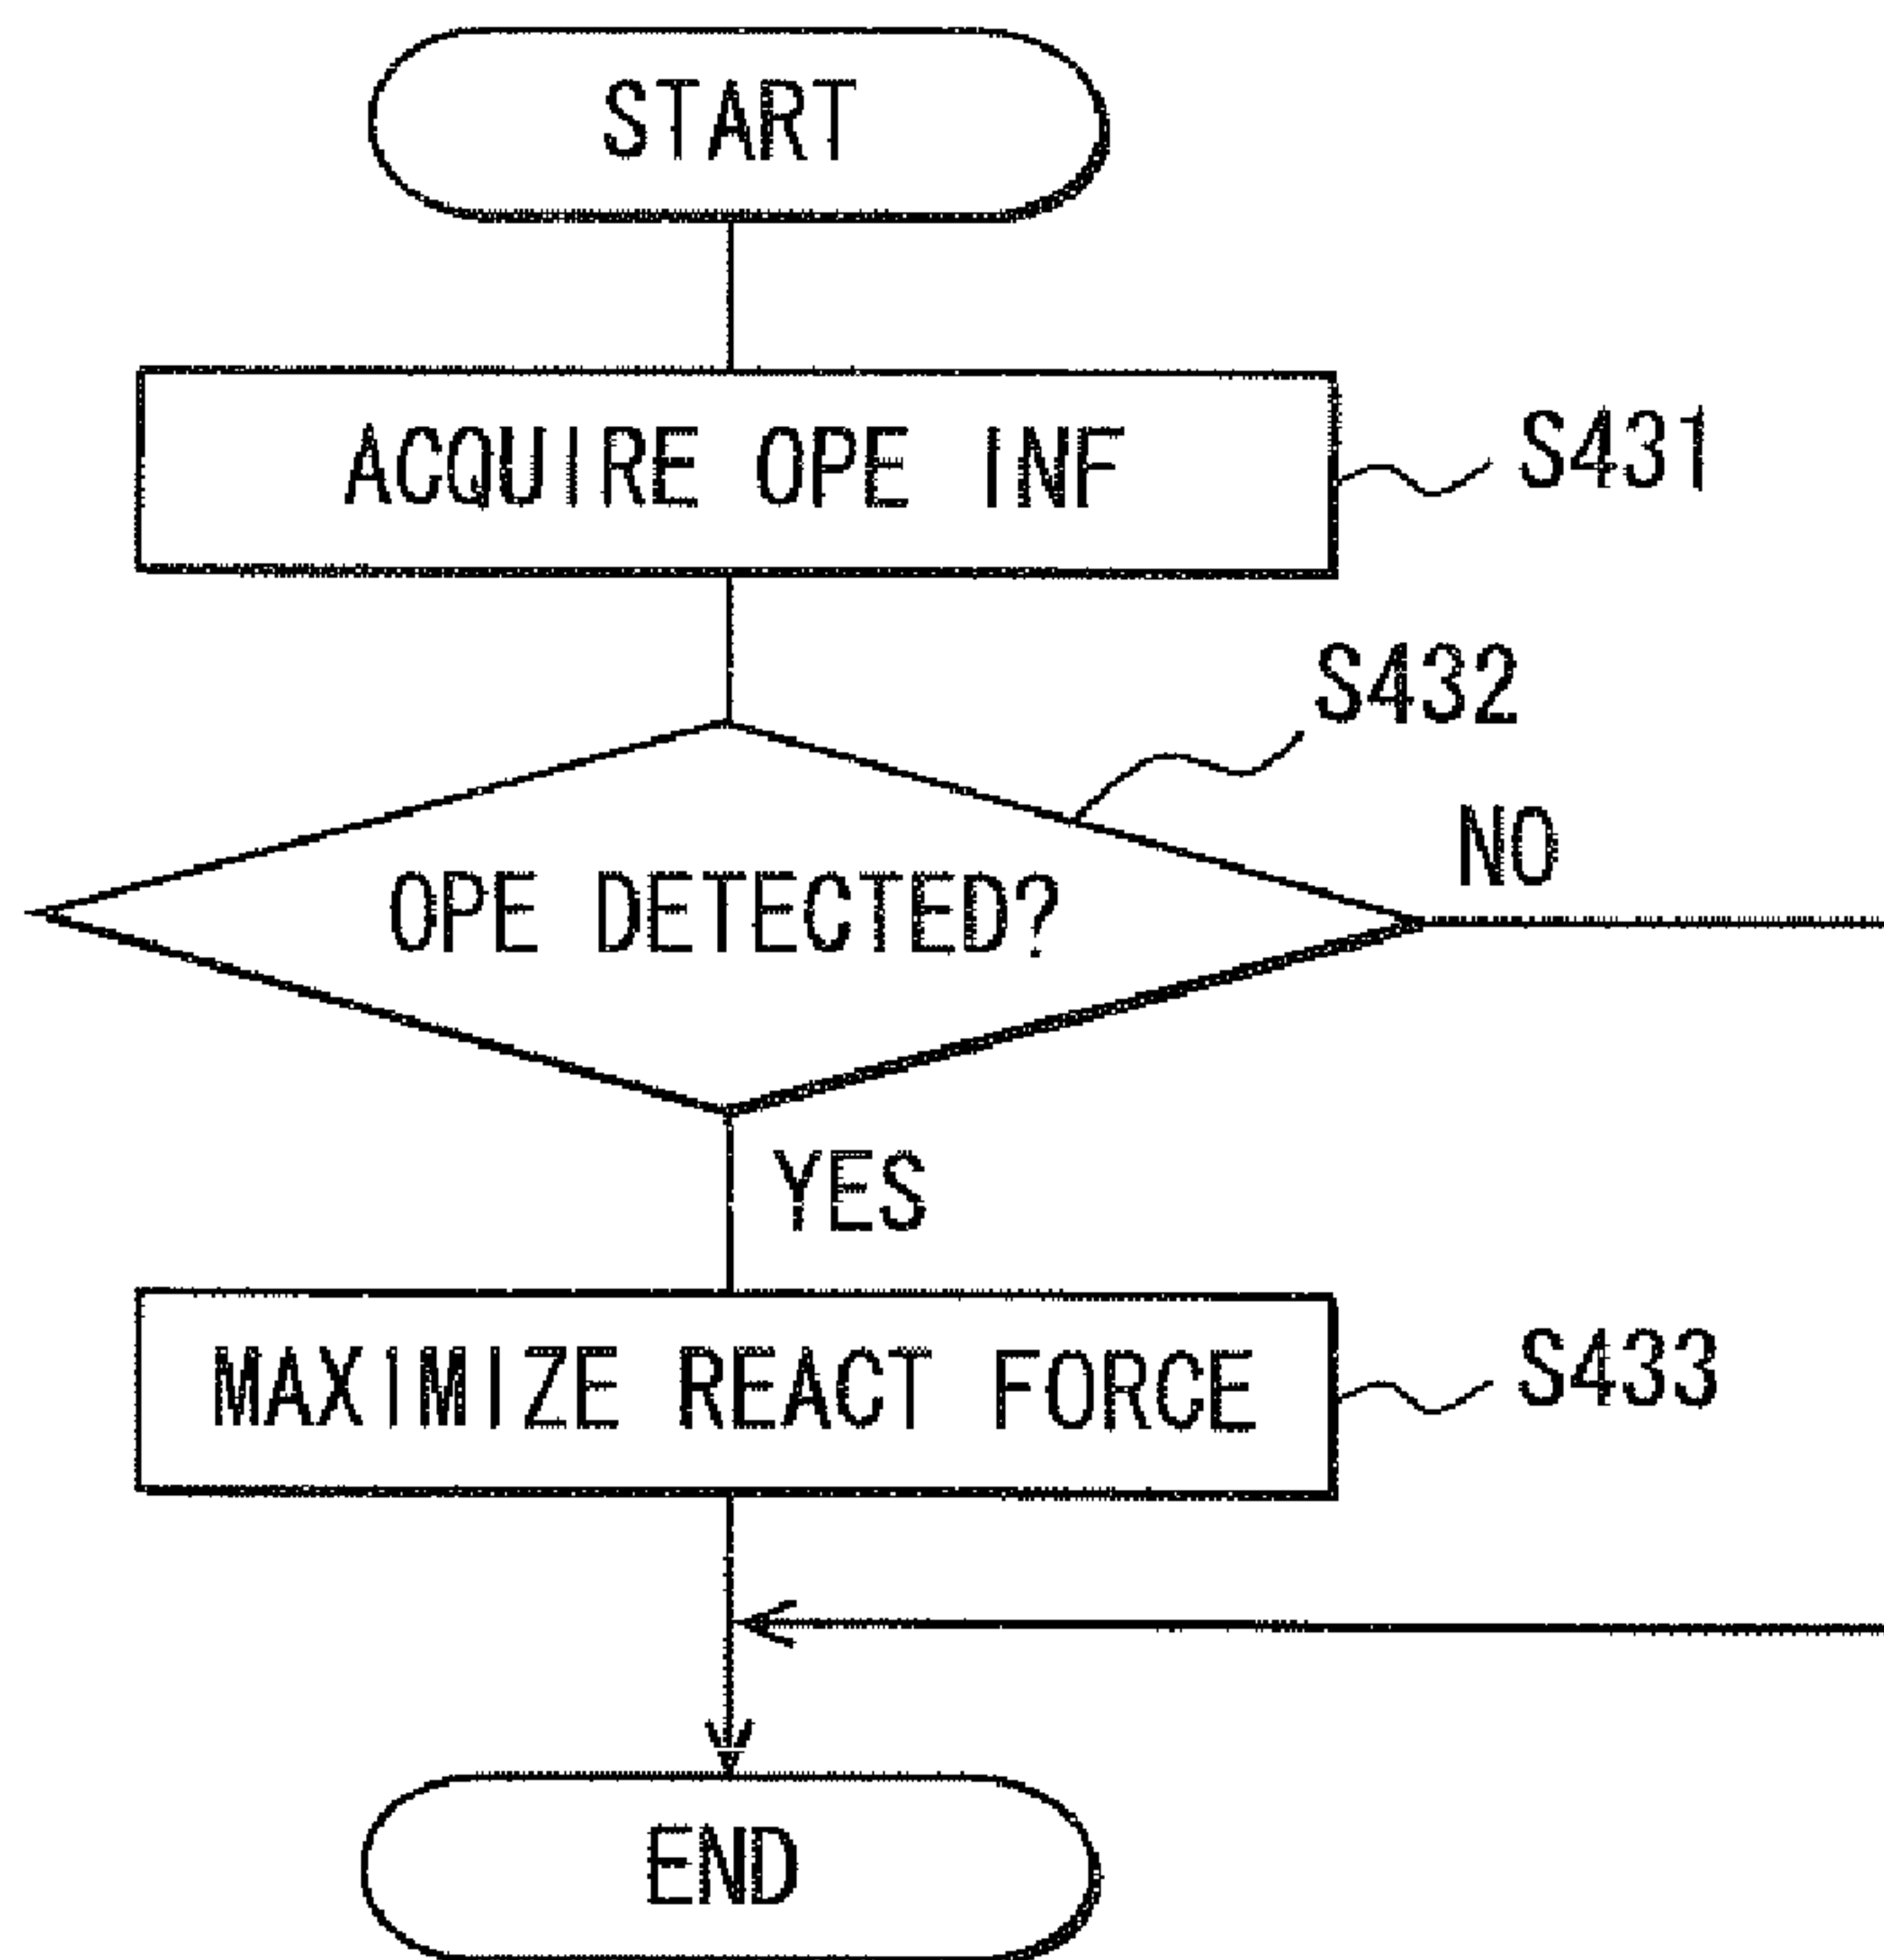 START
ACQUIRE OPE INF
S431
S432
OPE DETECTED?
NO
YES
MAXIMIZE REACT FORCE
S433
END